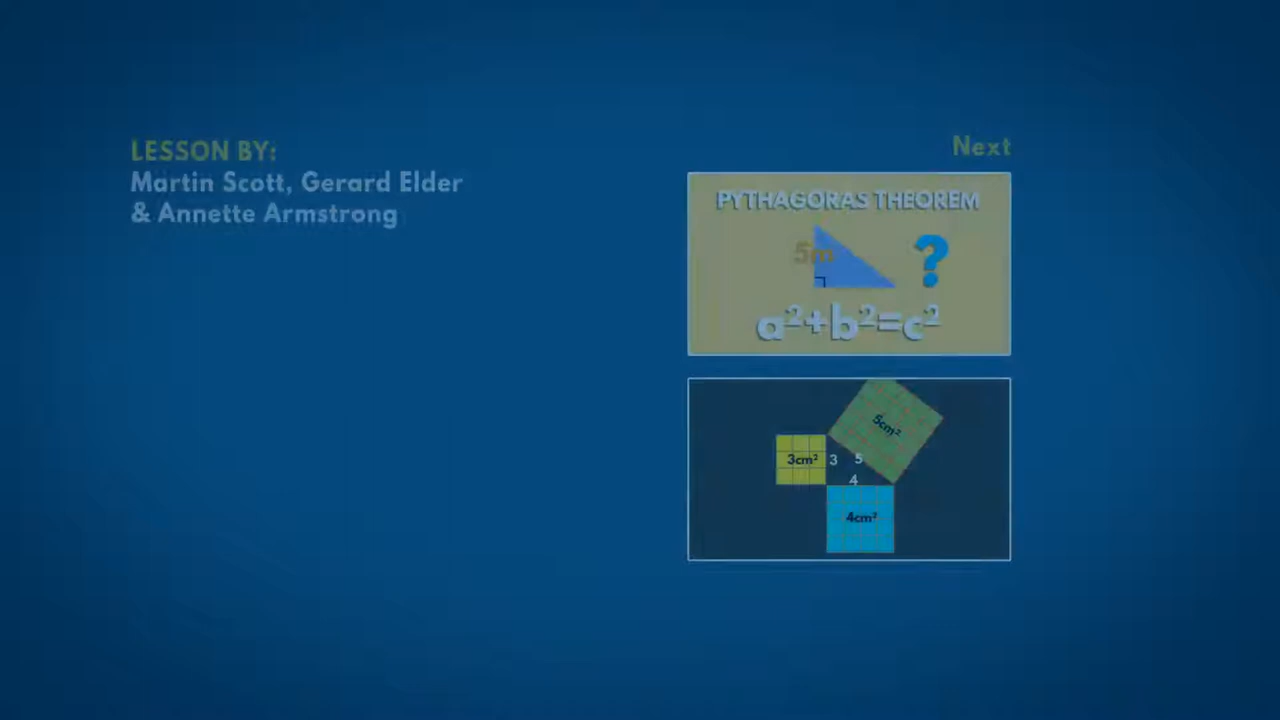 LESSON BY:
Martin Scott, Gerard Elder
& Annette Armstrong
Next
PYTHAGORAS THEOREM
5m
?
a²+b²=c²
5cm²
3cm²
3
5
4
4cm²